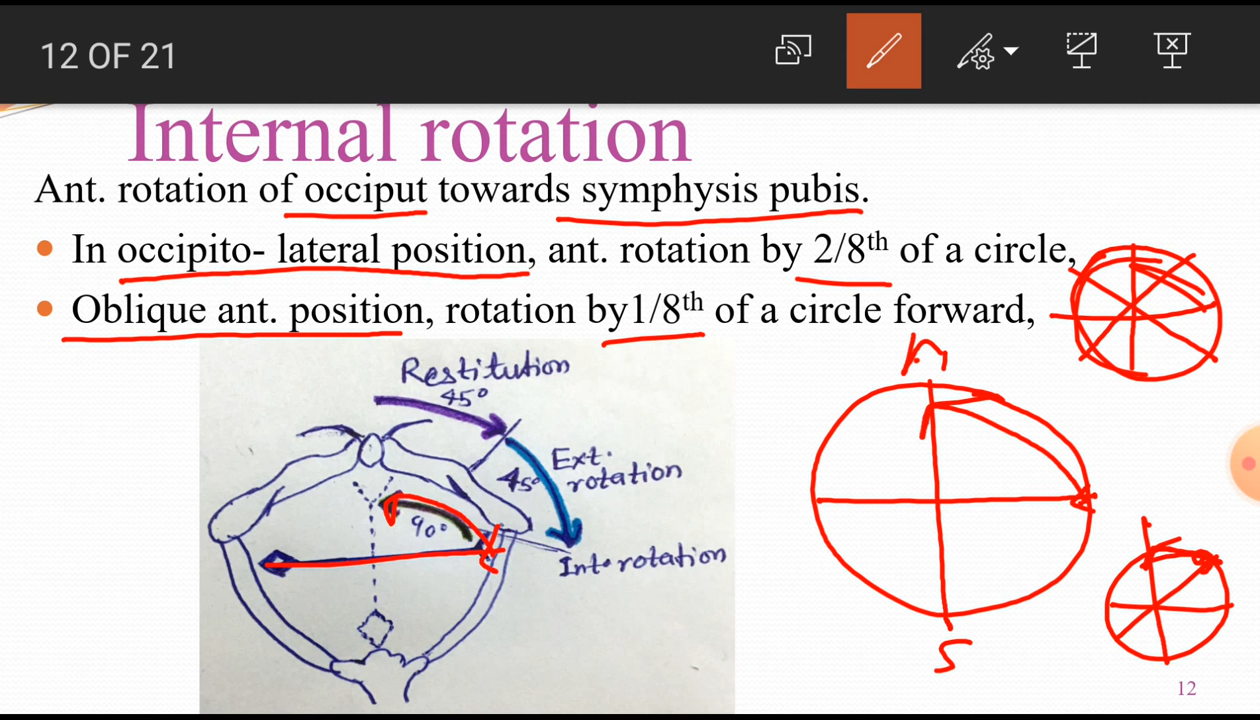 12 OF 21
Internal rotation
Ant. rotation of occiput towards symphysis pubis.
• In occipito- lateral position, ant. rotation by 2/8th of a circle,
• Oblique ant. position, rotation by1/8th of a circle forward,
Restitution
45°
Ext.
rotation
45°
90°
Int. rotation
S
12